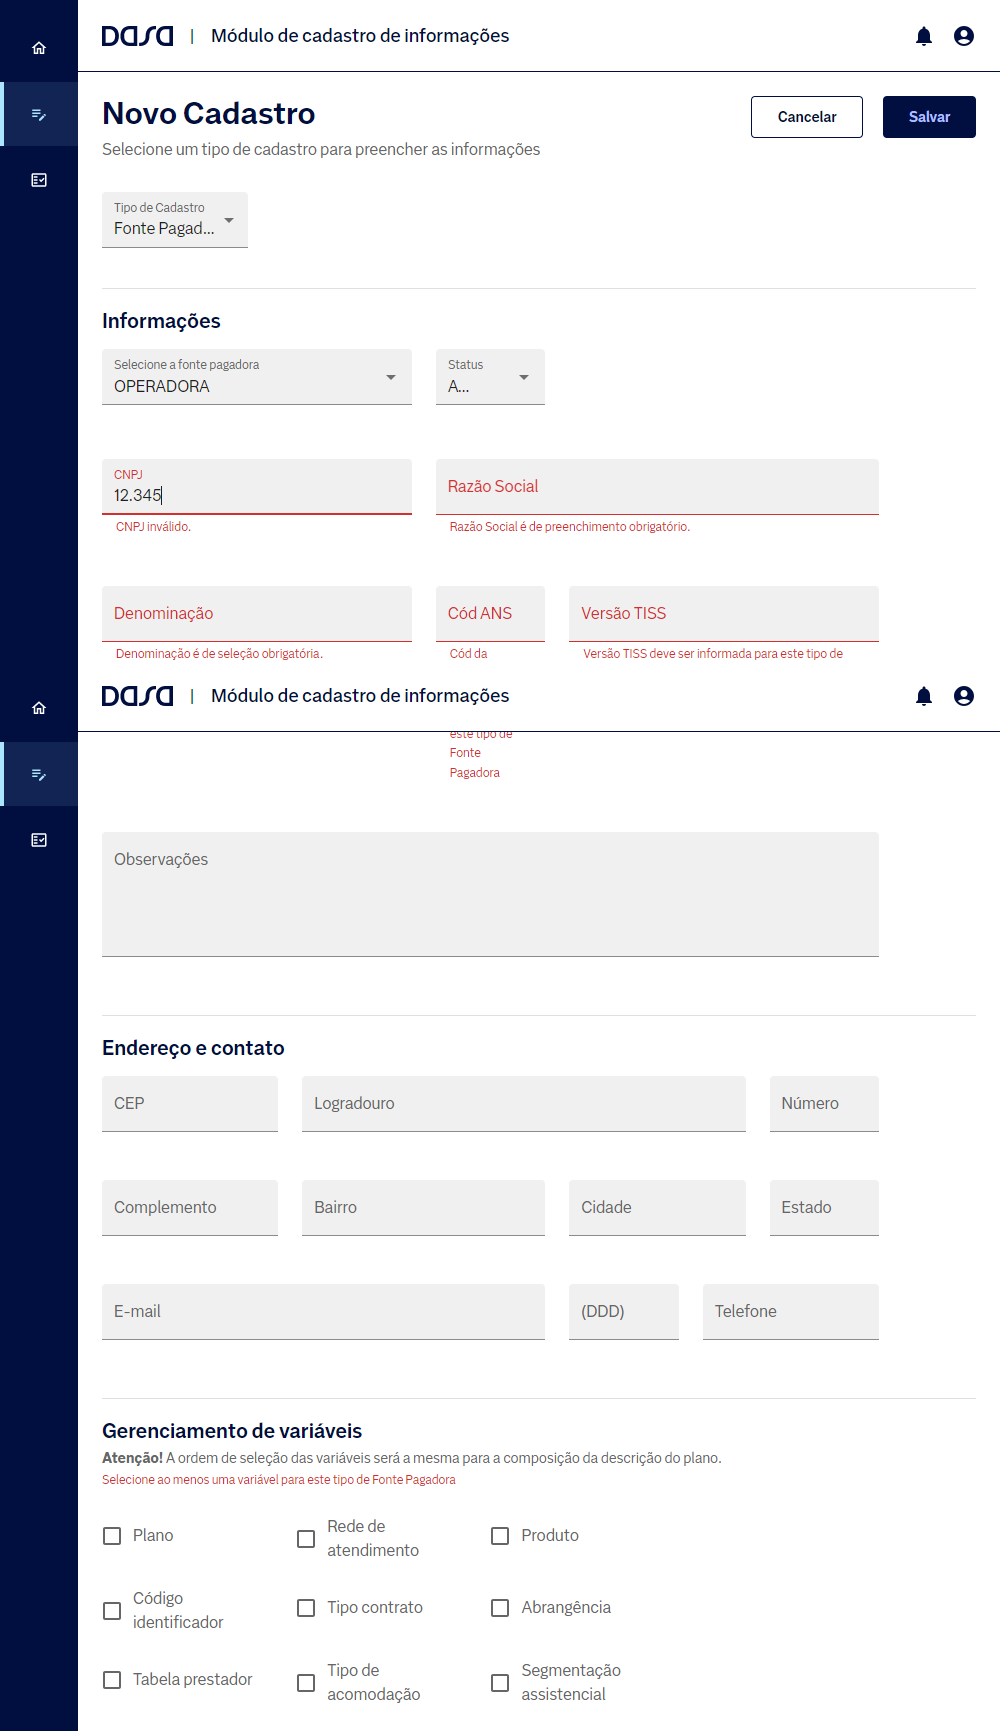 DASA | Módulo de cadastro de informações
Novo Cadastro
Cancelar
Salvar
Selecione um tipo de cadastro para preencher as informações
Tipo de Cadastro
Fonte Pagad...
Informações
Selecione a fonte pagadora
OPERADORA
Status
A...
CNPJ
12.345
CNPJ inválido.
Razão Social
Razão Social é de preenchimento obrigatório.
Denominação
Denominação é de seleção obrigatória.
Cód ANS
Cód da
Versão TISS
Versão TISS deve ser informada para este tipo de
DASA | Módulo de cadastro de informações
este tipo de
Fonte
Pagadora
Observações
Endereço e contato
CEP
Logradouro
Número
Complemento
Bairro
Cidade
Estado
E-mail
(DDD)
Telefone
Gerenciamento de variáveis
Atenção! A ordem de seleção das variáveis será a mesma para a composição da descrição do plano.
Selecione ao menos uma variável para este tipo de Fonte Pagadora
Plano
Rede de
atendimento
Produto
Código
identificador
Tipo contrato
Abrangência
Tabela prestador
Tipo de
acomodação
Segmentação
assistencial